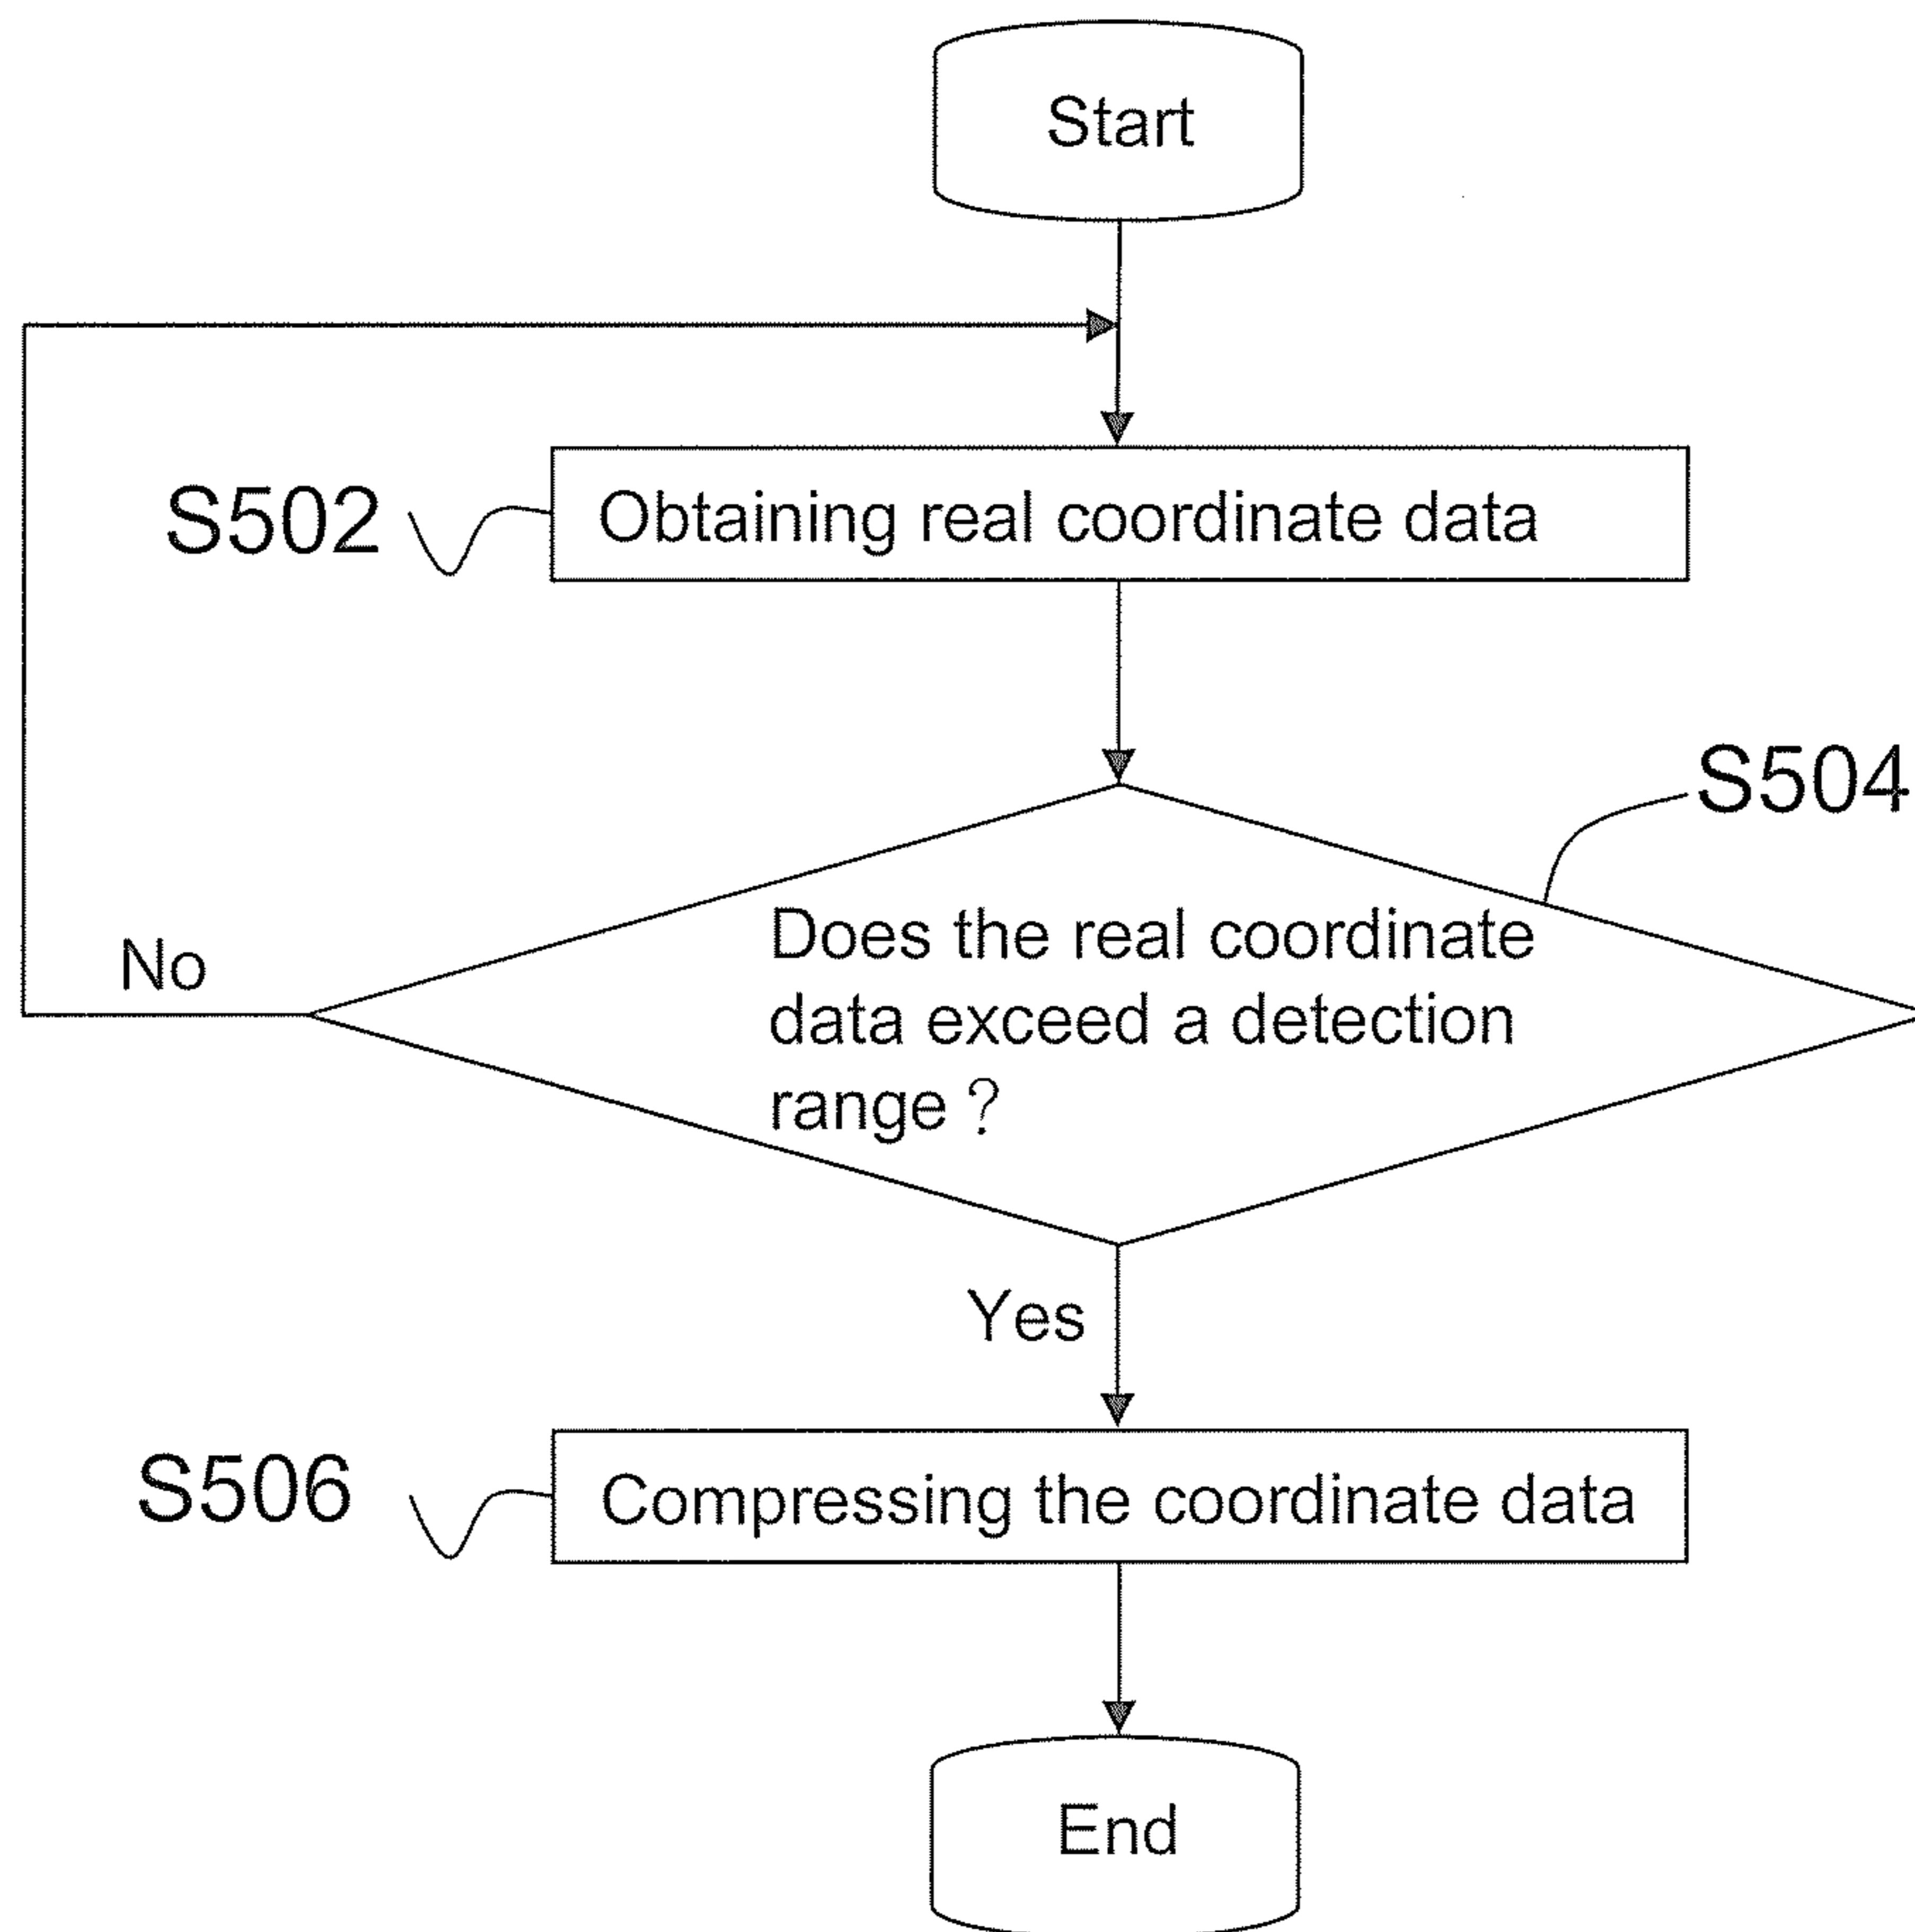 Start
S502
Obtaining real coordinate data
S504
No
Does the real coordinate
data exceed a detection
range ?
Yes
S506
Compressing the coordinate data
End